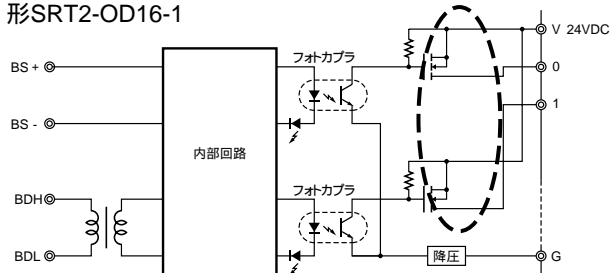 形SRT2-OD16-1
V 24VDC
フォトカプラ
BS +
0
1
BS -
内部回路
フォトカプラ
BDH
BDL
降圧
G